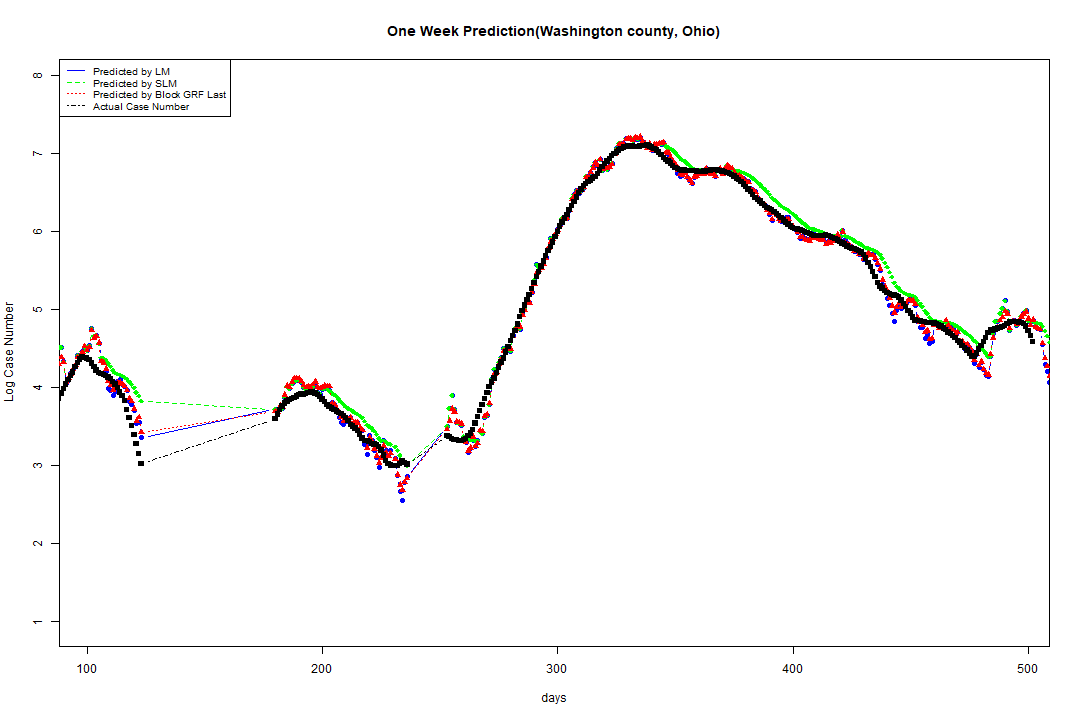 One Week Prediction(Washington county, Ohio)
Predicted by LM
Predicted by SLM
Predicted by Block GRF Last
Actual Case Number
8
7
6
5
4
3
2
1
Log Case Number
100 200 300 400 500
days